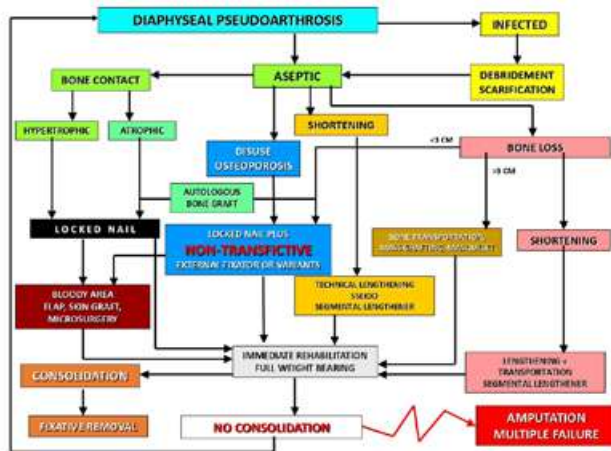 DIAPHYSEAL PSEUDOARTHROSIS
INFECTED
BONE CONTACT
ASEPTIC
DEBRIDEMENT
SCARIFICATION
HYPERTROPHIC
ATROPHIC
SHORTENING
DISUSE
OSTEOPOROSIS
<3 CM
BONE LOSS
>3 CM
AUTOLOGOUS
BONE GRAFT
LOCKED NAIL
LOCKED NAIL PLUS
NON-TRANSFICTIVE
EXTERNAL FIXATOR OR VARIANTS
BONE TRANSPORTATION,
SHORTENING
BLOODY AREA
FLAP, SKIN GRAFT,
MICROSURGERY
TECHNICAL LENGTHENING
SEGMENTAL LENGTHENER
IMMEDIATE REHABILITATION
FULL WEIGHT BEARING
LENGTHENING +
TRANSPORTATION
SEGMENTAL LENGTHENER
CONSOLIDATION
FIXATIVE REMOVAL
NO CONSOLIDATION
AMPUTATION
MULTIPLE FAILURE